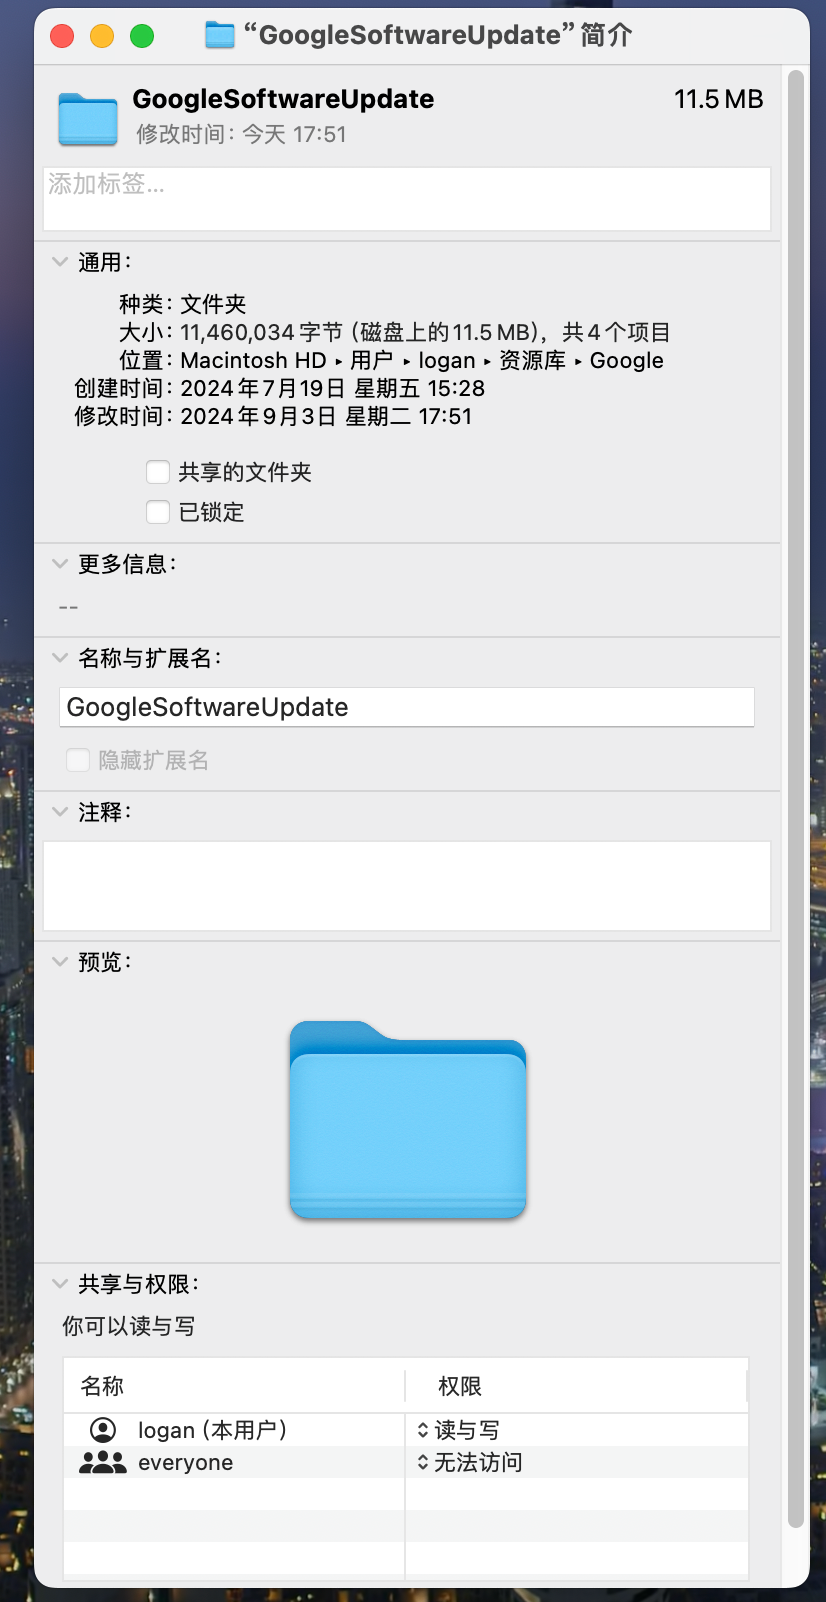 “GoogleSoftwareUpdate”简介
GoogleSoftwareUpdate 11.5 MB
修改时间：今天 17:51
添加标签...
通用：
种类：文件夹
大小：11,460,034 字节（磁盘上的11.5 MB），共 4 个项目
位置：Macintosh HD ▸ 用户 ▸ logan ▸ 资源库 ▸ Google
创建时间：2024年7月19日 星期五 15:28
修改时间：2024年9月3日 星期二 17:51
共享的文件夹
已锁定
更多信息：
--
名称与扩展名：
GoogleSoftwareUpdate
隐藏扩展名
注释：
预览：
共享与权限：
你可以读与写
名称 权限
logan（本用户） 读与写
everyone 无法访问